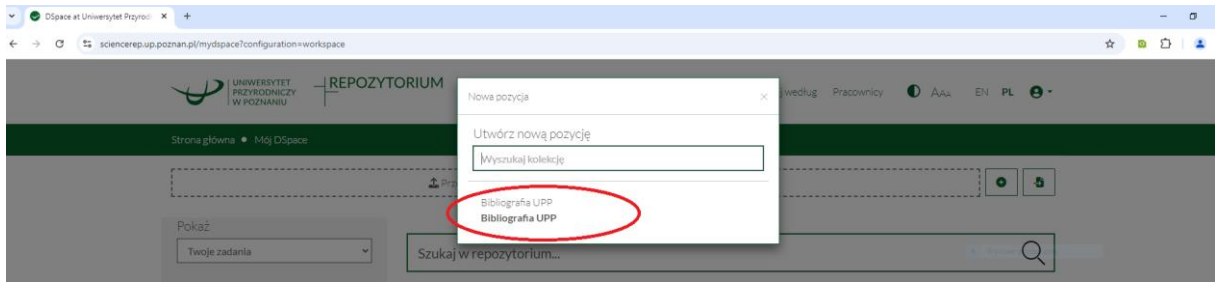 DSpace at Uniwersytet Przyrod
sciencerep.up.poznan.pl/mydspace?configuration=workspace
UNIWERSYTET
PRZYRODNICZY
W POZNANIU
REPOZYTORIUM
według Pracownicy AAA EN PL
Strona główna Mój DSpace
Nowa pozycja ×
Utwórz nową pozycję
Wyszukaj kolekcję
Bibliografia UPP
Bibliografia UPP
Pokaż
Twoje zadania
Szukaj w repozytorium...